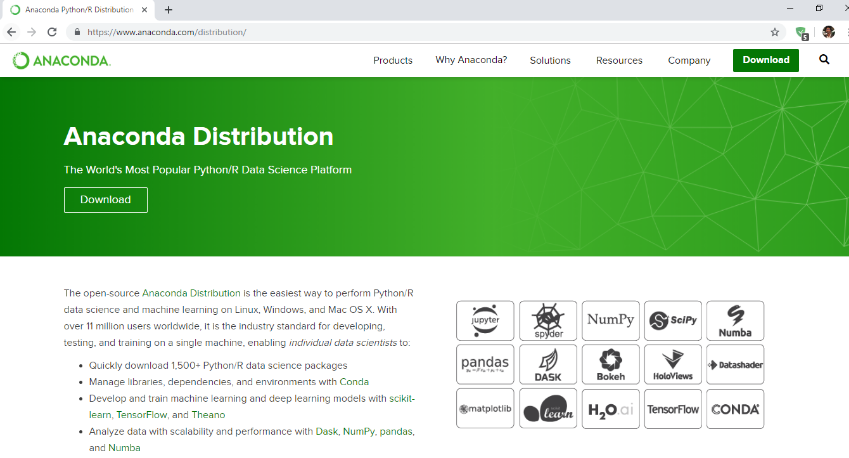 Anaconda Python/R Distribution
https://www.anaconda.com/distribution/
5
ANACONDA.
Products Why Anaconda? Solutions Resources Company Download
Anaconda Distribution
The World's Most Popular Python/R Data Science Platform
Download
The open-source Anaconda Distribution is the easiest way to perform Python/R
data science and machine learning on Linux, Windows, and Mac OS X. With
over 11 million users worldwide, it is the industry standard for developing,
testing, and training on a single machine, enabling individual data scientists to:
• Quickly download 1,500+ Python/R data science packages
• Manage libraries, dependencies, and environments with Conda
• Develop and train machine learning and deep learning models with scikit-
learn, TensorFlow, and Theano
• Analyze data with scalability and performance with Dask, NumPy, pandas,
and Numba
jupyter spyder NumPy SciPy Numba
pandas DASK Bokeh HoloViews Datashader
matplotlib learn H2O.ai TensorFlow CONDA